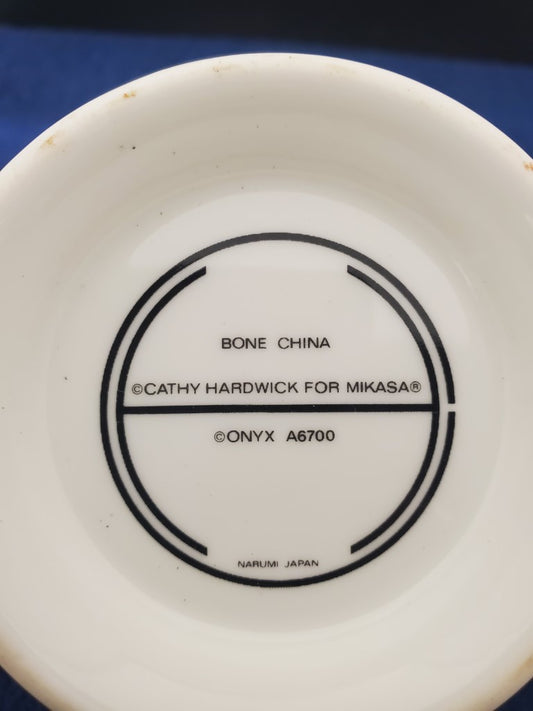 BONE CHINA
©CATHY HARDWICK FOR MIKASA®
©ONYX A6700
NARUMI JAPAN